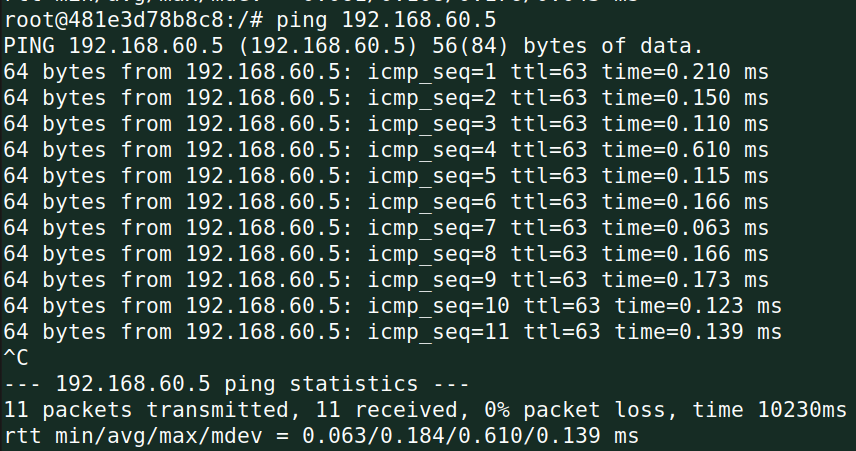 root@481e3d78b8c8:/# ping 192.168.60.5
PING 192.168.60.5 (192.168.60.5) 56(84) bytes of data.
64 bytes from 192.168.60.5: icmp_seq=1 ttl=63 time=0.210 ms
64 bytes from 192.168.60.5: icmp_seq=2 ttl=63 time=0.150 ms
64 bytes from 192.168.60.5: icmp_seq=3 ttl=63 time=0.110 ms
64 bytes from 192.168.60.5: icmp_seq=4 ttl=63 time=0.610 ms
64 bytes from 192.168.60.5: icmp_seq=5 ttl=63 time=0.115 ms
64 bytes from 192.168.60.5: icmp_seq=6 ttl=63 time=0.166 ms
64 bytes from 192.168.60.5: icmp_seq=7 ttl=63 time=0.063 ms
64 bytes from 192.168.60.5: icmp_seq=8 ttl=63 time=0.166 ms
64 bytes from 192.168.60.5: icmp_seq=9 ttl=63 time=0.173 ms
64 bytes from 192.168.60.5: icmp_seq=10 ttl=63 time=0.123 ms
64 bytes from 192.168.60.5: icmp_seq=11 ttl=63 time=0.139 ms
^C
--- 192.168.60.5 ping statistics ---
11 packets transmitted, 11 received, 0% packet loss, time 10230ms
rtt min/avg/max/mdev = 0.063/0.184/0.610/0.139 ms